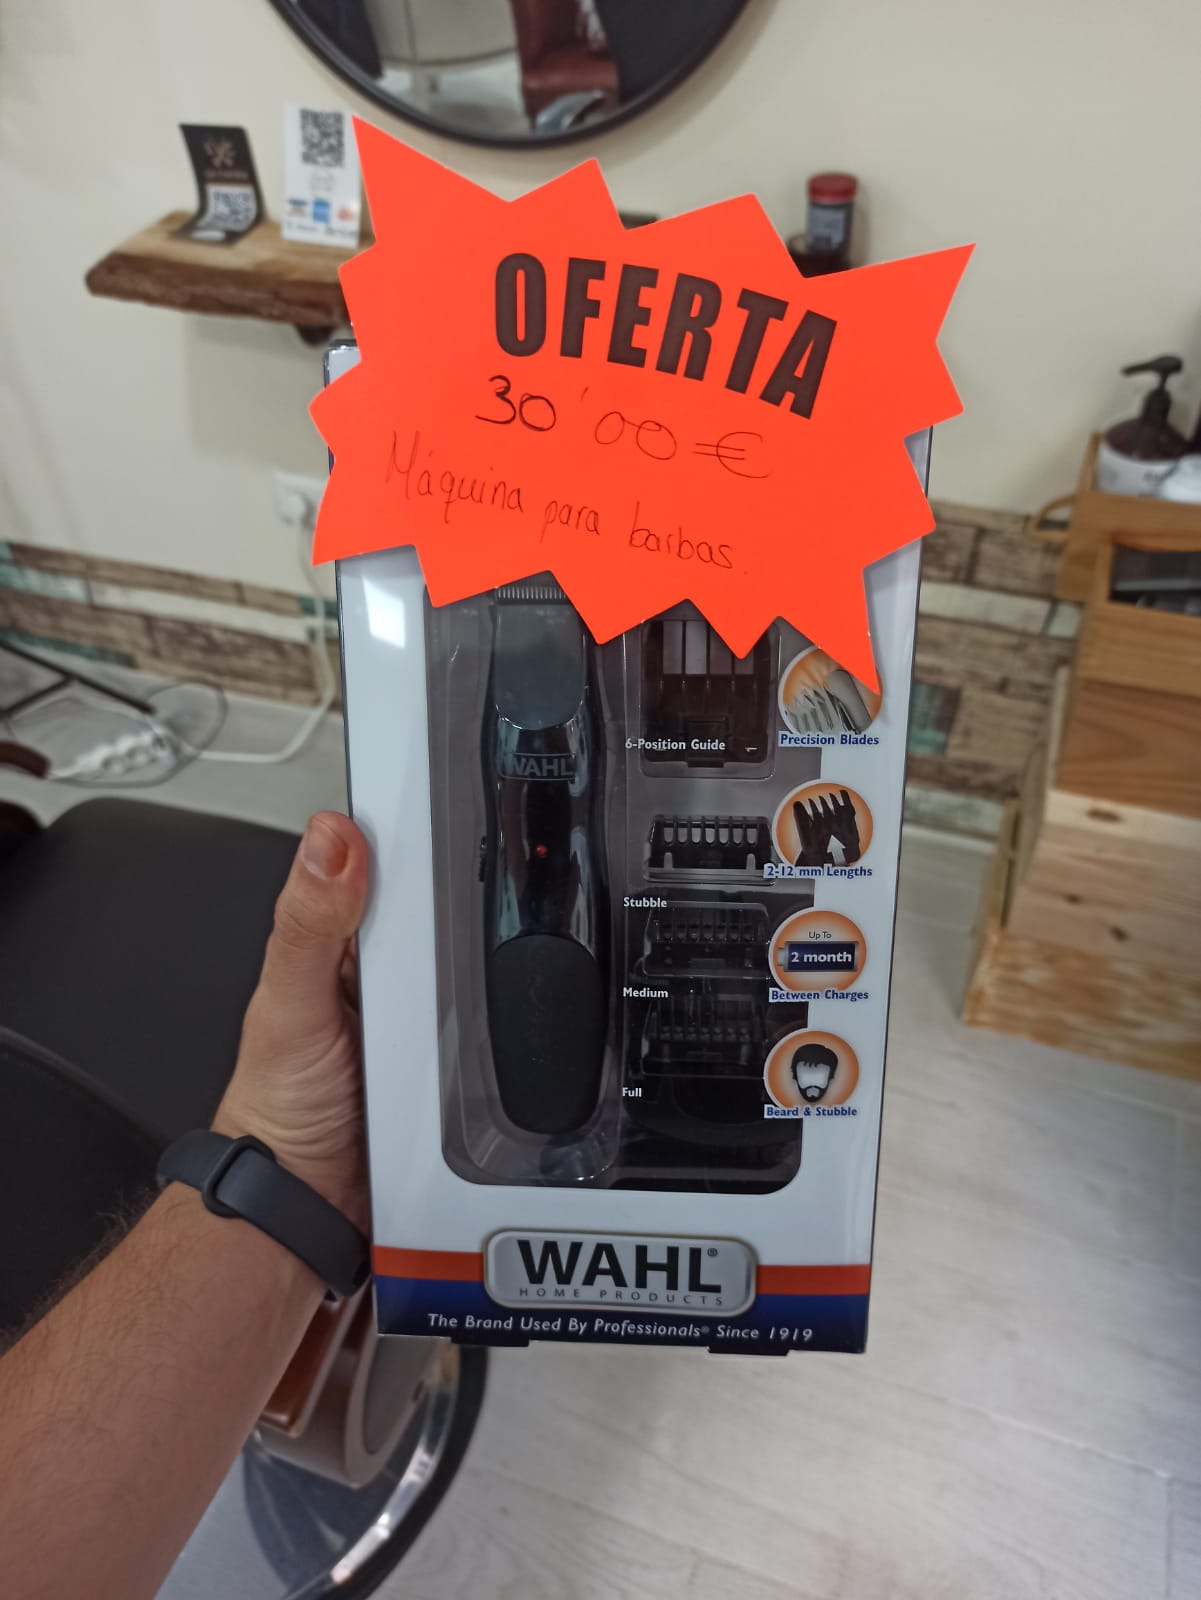 OFERTA
30'00€
Máquina para barbas.
WAHL
6-Position Guide
1
Precision Blades
2-12 mm Lengths
Stubble
Up To
2 month
Medium
Between Charges
Full
Beard & Stubble
WAHL®
HOME PRODUCTS
The Brand Used By Professionals® Since 1919